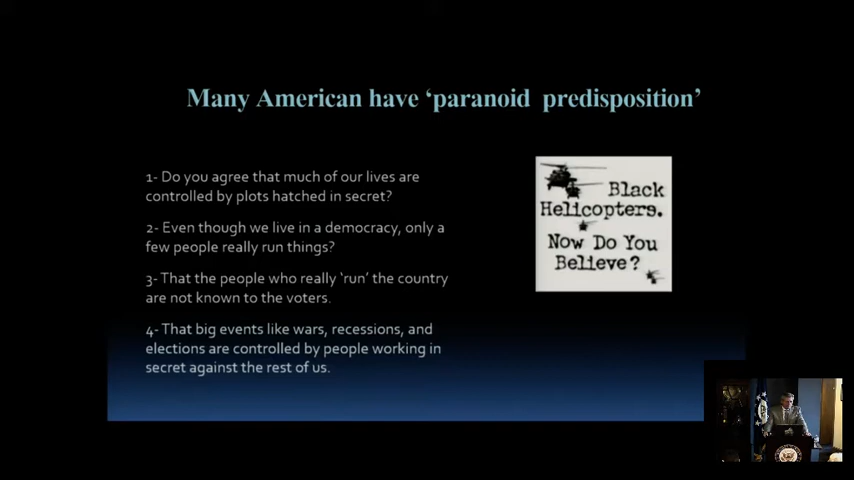 Many American have ‘paranoid predisposition’
1- Do you agree that much of our lives are
controlled by plots hatched in secret?
2- Even though we live in a democracy, only a
few people really run things?
3- That the people who really ‘run’ the country
are not known to the voters.
4- That big events like wars, recessions, and
elections are controlled by people working in
secret against the rest of us.
Black
Helicopters.
Now Do You
Believe?